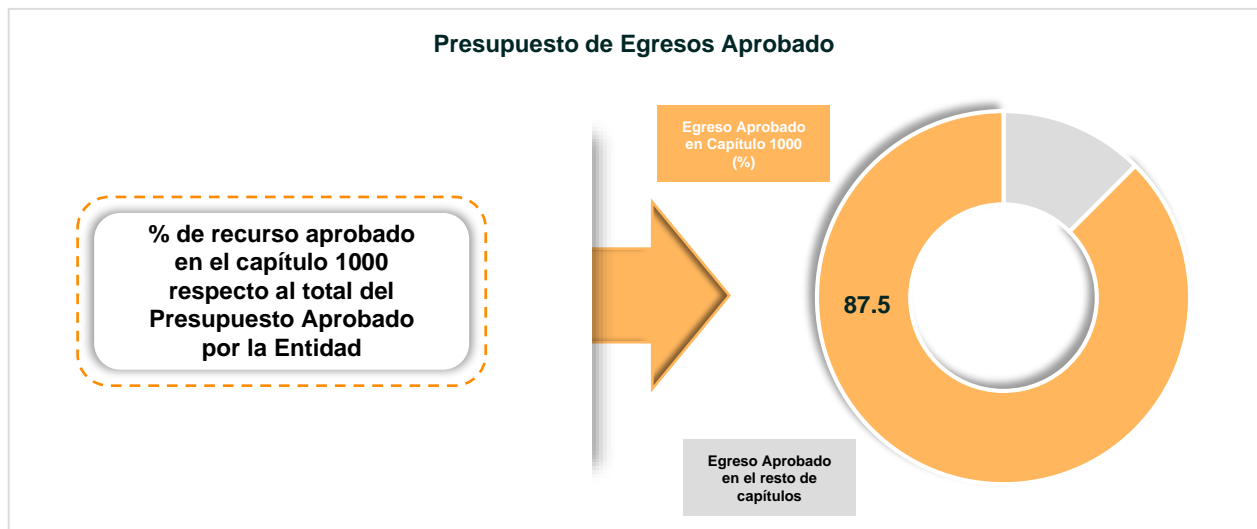 Presupuesto de Egresos Aprobado
% de recurso aprobado
en el capítulo 1000
respecto al total del
Presupuesto Aprobado
por la Entidad
Egreso Aprobado
en Capítulo 1000
(%)
87.5
Egreso Aprobado
en el resto de
capítulos